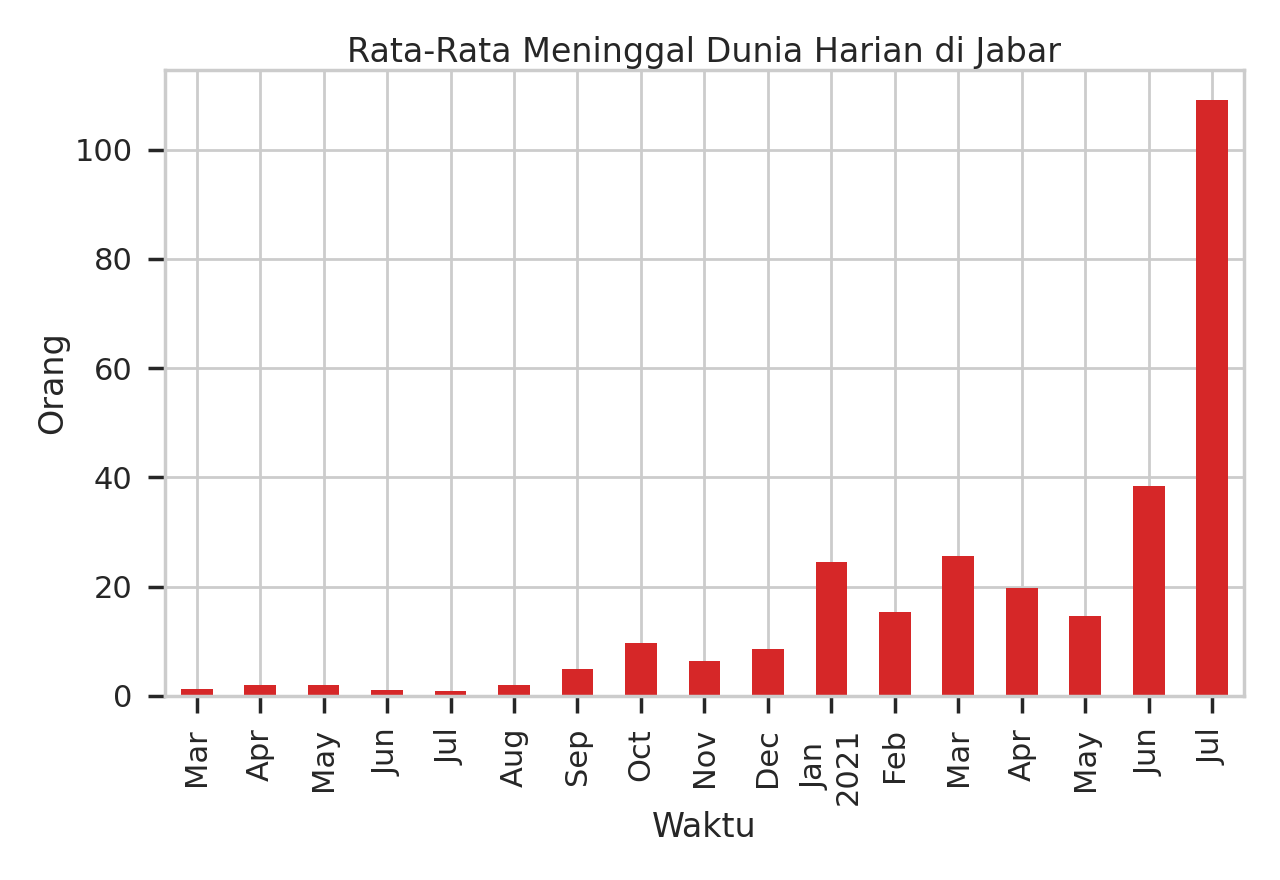 Rata-Rata Meninggal Dunia Harian di Jabar
Orang
100
80
60
40
20
0
Mar
Apr
May
Jun
Jul
Aug
Sep
Oct
Nov
Dec
Jan
2021
Feb
Mar
Apr
May
Jun
Jul
Waktu